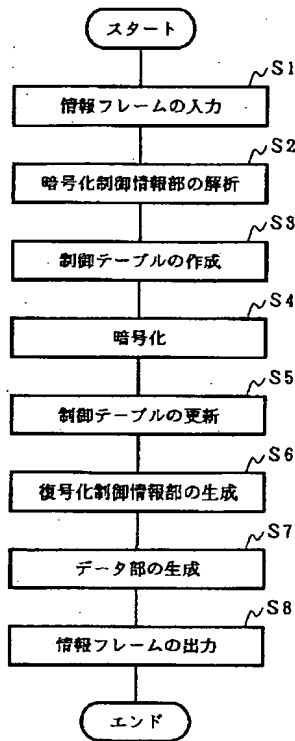 スタート
S1
情報フレームの入力
S2
暗号化制御情報部の解析
S3
制御テーブルの作成
S4
暗号化
S5
制御テーブルの更新
S6
復号化制御情報部の生成
S7
データ部の生成
S8
情報フレームの出力
エンド